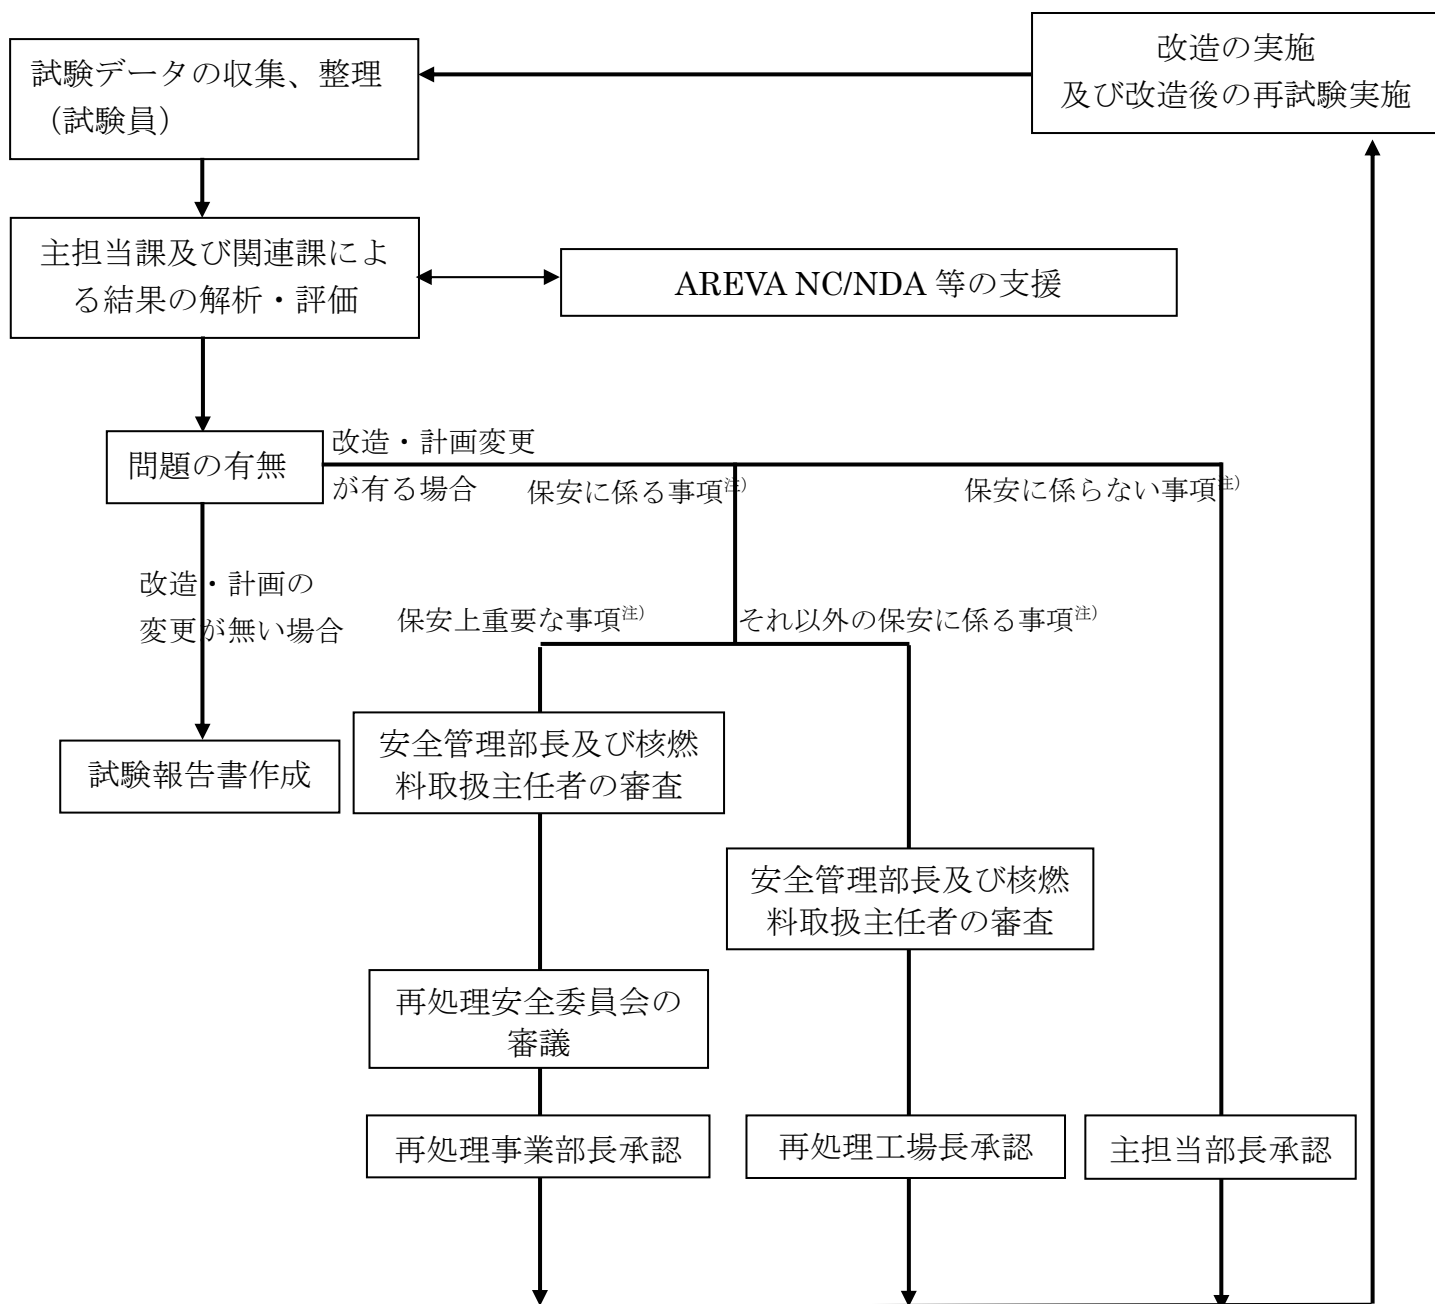 改造の実施
及び改造後の再試験実施
試験データの収集、整理
（試験員）
主担当課及び関連課によ
る結果の解析・評価
AREVA NC/NDA 等の支援
問題の有無
改造・計画変更
が有る場合
保安に係る事項注)
保安に係らない事項注)
改造・計画の
変更が無い場合
保安上重要な事項注)
それ以外の保安に係る事項注)
安全管理部長及び核燃
料取扱主任者の審査
試験報告書作成
安全管理部長及び核燃
料取扱主任者の審査
再処理安全委員会の
審議
再処理事業部長承認
再処理工場長承認
主担当部長承認